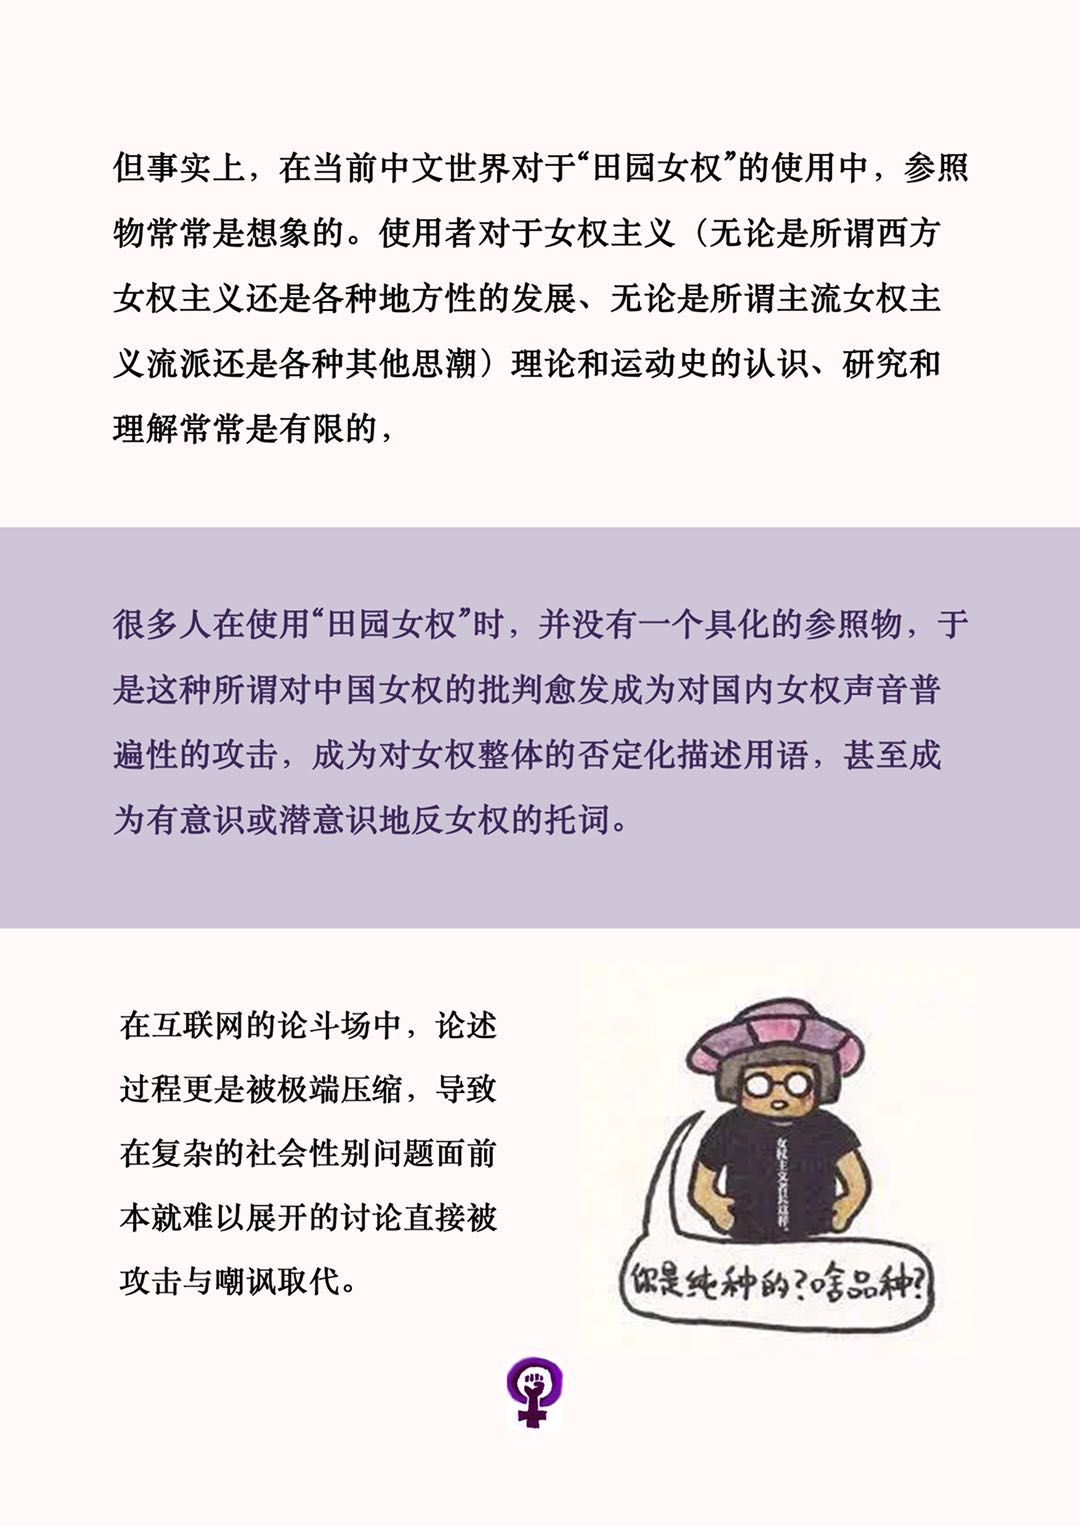 但事实上，在当前中文世界对于“田园女权”的使用中，参照
物常常是想象的。使用者对于女权主义（无论是所谓西方
女权主义还是各种地方性的发展、无论是所谓主流女权主
义流派还是各种其他思潮）理论和运动史的认识、研究和
理解常常是有限的，
很多人在使用“田园女权”时，并没有一个具化的参照物，于
是这种所谓对中国女权的批判愈发成为对国内女权声音普
遍性的攻击，成为对女权整体的否定化描述用语，甚至成
为有意识或潜意识地反女权的托词。
在互联网的论斗场中，论述
过程更是被极端压缩，导致
在复杂的社会性别问题面前
本就难以展开的讨论直接被
攻击与嘲讽取代。
女权主义者长这样。
你是纯种的？啥品种？